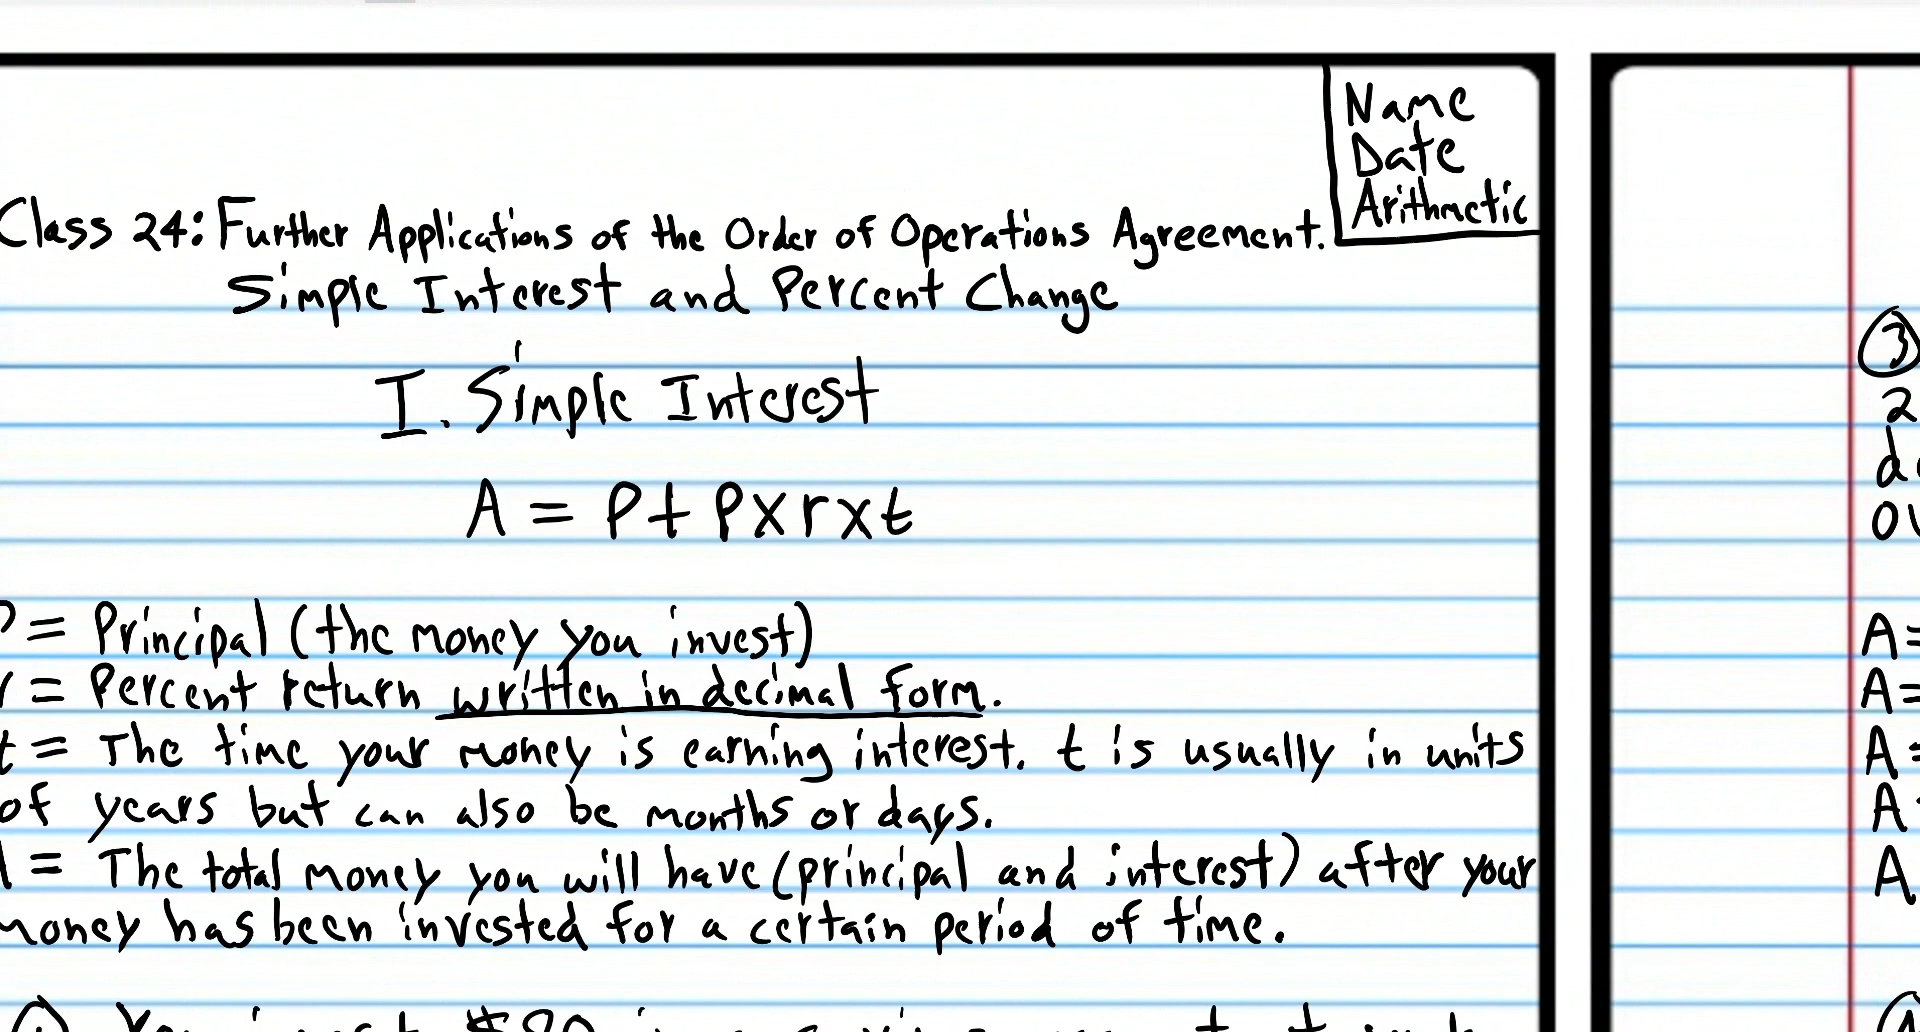 Name
Date
Arithmetic
Class 24: Further Applications of the Order of Operations Agreement.
Simple Interest and Percent Change
I. Simple Interest
A = P + P x r x t
P = Principal (the money you invest)
r = Percent return written in decimal form.
t = The time your money is earning interest. t is usually in units
of years but can also be months or days.
A = The total money you will have (principal and interest) after your
money has been invested for a certain period of time.
3
2
A =
A =
A =
A
A